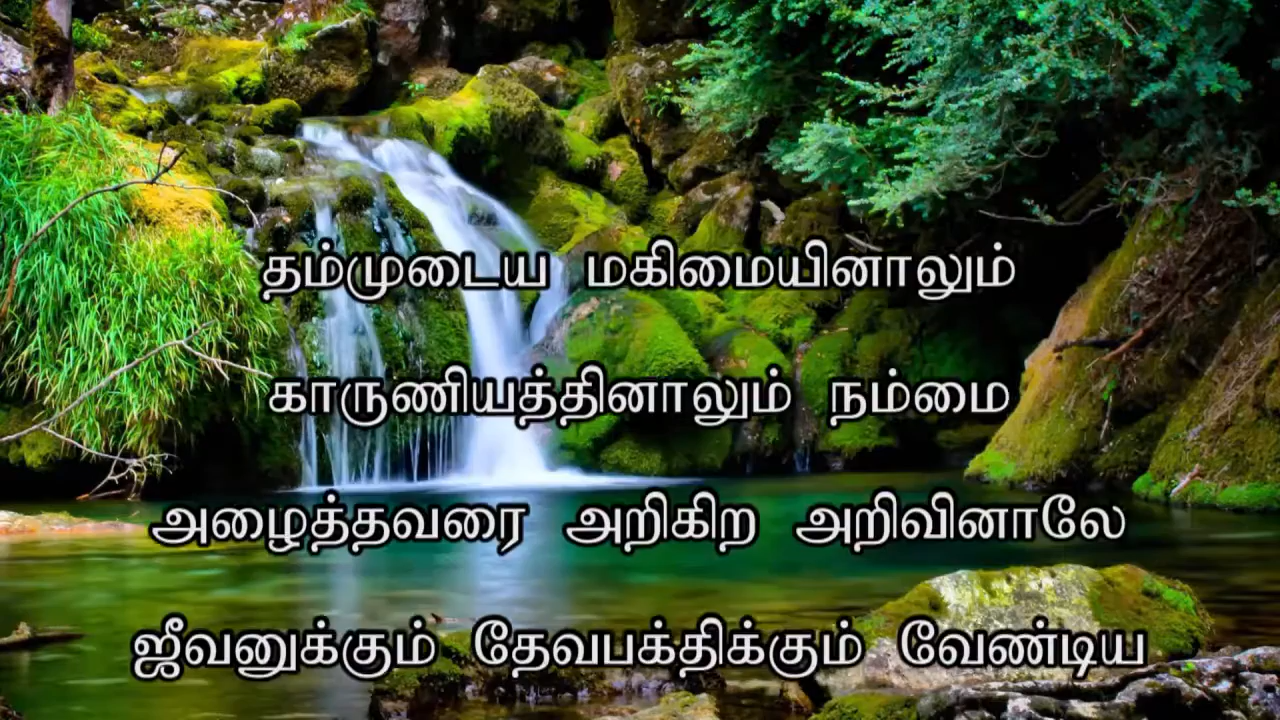 தம்முடைய மகிமையினாலும்
காருணியத்தினாலும் நம்மை
அழைத்தவரை அறிகிற அறிவினாலே
ஜீவனுக்கும் தேவபக்திக்கும் வேண்டிய